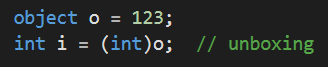 object o = 123;
int i = (int)o;  // unboxing